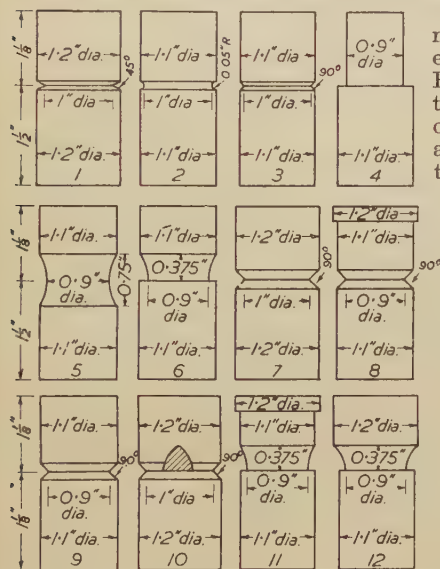 1 1/8"
1 1/2"
1·2" dia.
45°
1" dia
1·2" dia.
1
1·1" dia.
0·05" R
1" dia.
1·1" dia.
2
1·1" dia.
90°
1" dia
1·1" dia.
3
0·9"
dia
4
1 1/8"
1 1/2"
1·1" dia.
0·9"
dia.
0·75"
1·1" dia.
5
1·1" dia.
0·375"
0·9"
dia
1·1" dia.
6
1·2" dia.
90°
1" dia
1·2" dia.
7
1·2" dia.
1·1" dia.
90°
0·9"
dia.
1·1" dia.
8
1 1/8"
1 1/8"
1·1" dia.
90°
0·9"
dia.
1·1" dia.
9
1·2" dia.
90°
1" dia
1·2" dia.
10
1·2" dia.
1·1" dia.
0·375"
0·9"
dia.
1·1" dia.
11
1·2" dia.
0·375"
0·9"
dia.
1·1" dia.
12